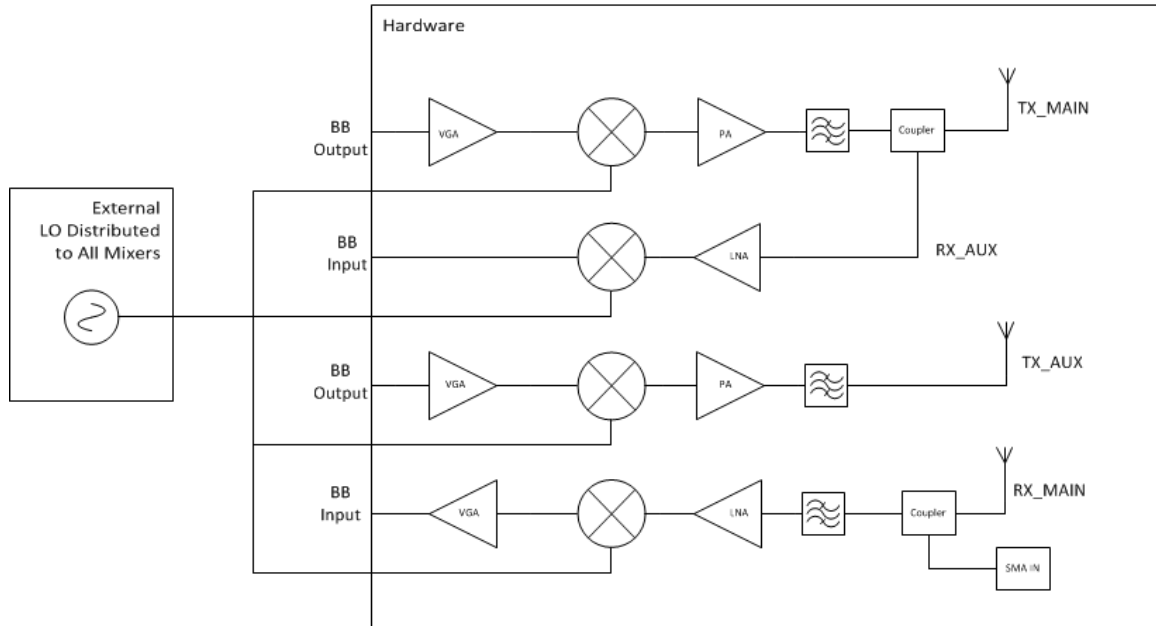 Hardware
BB
Output
VGA
PA
Coupler
TX_MAIN
External
LO Distributed
to All Mixers
BB
Input
LNA
RX_AUX
BB
Output
VGA
PA
TX_AUX
BB
Input
VGA
LNA
Coupler
RX_MAIN
SMA IN